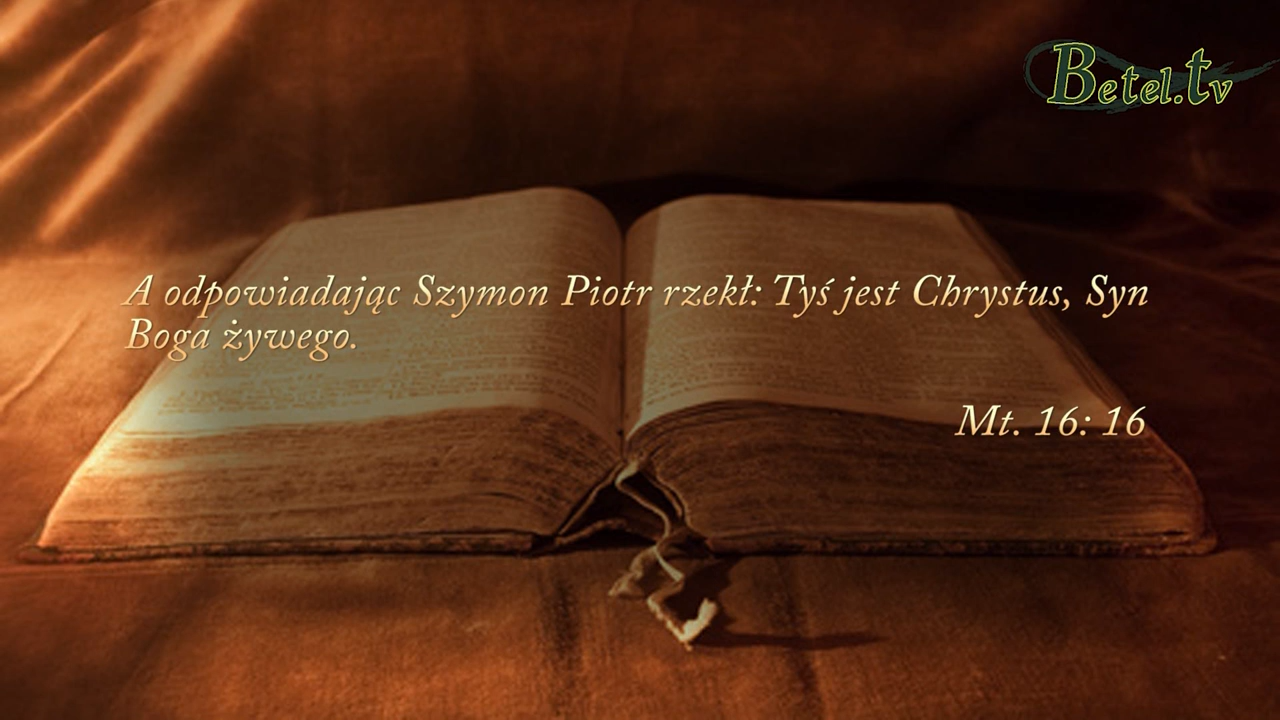 Betel.tv
A odpowiadając Szymon Piotr rzekł: Tyś jest Chrystus, Syn
Boga żywego.
Mt. 16: 16